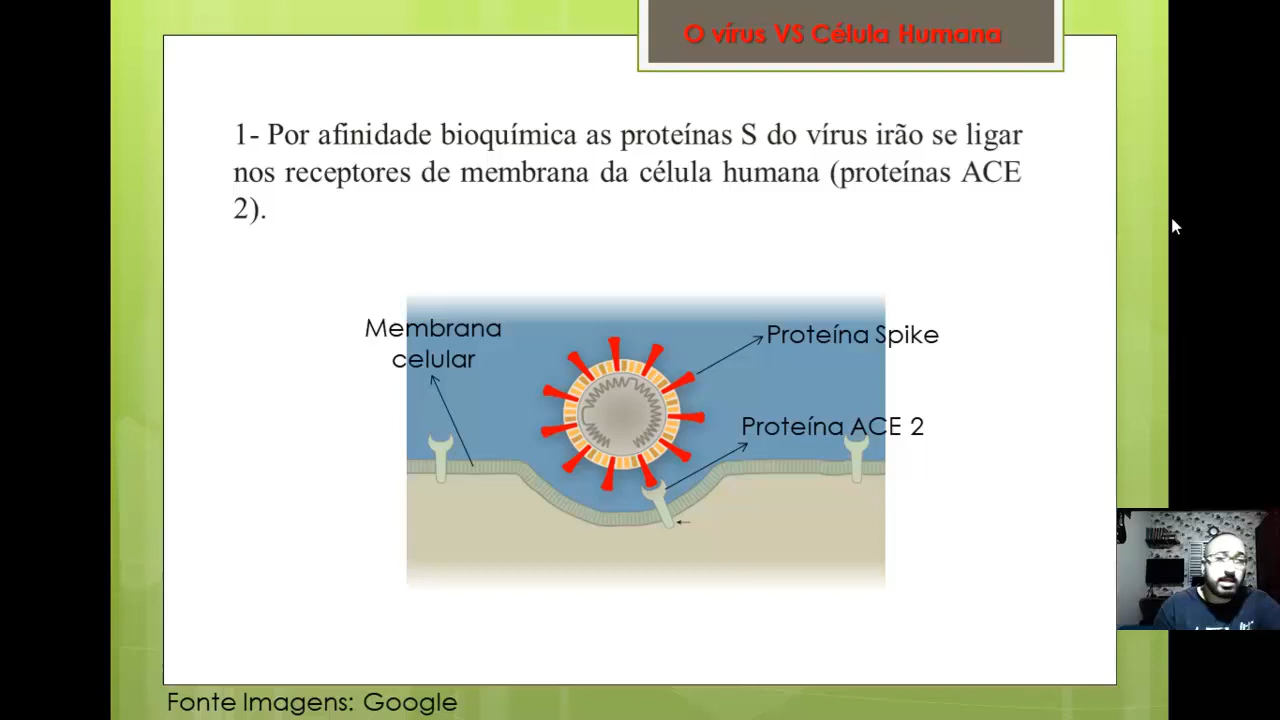 O vírus VS Célula Humana
1- Por afinidade bioquímica as proteínas S do vírus irão se ligar
nos receptores de membrana da célula humana (proteínas ACE
2).
Membrana
celular
Proteína Spike
Proteína ACE 2
Fonte Imagens: Google